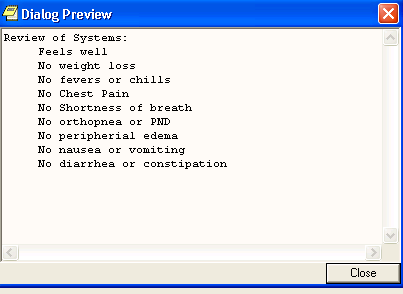 Dialog Preview
Review of Systems:
Feels well
No weight loss
No fevers or chills
No Chest Pain
No Shortness of breath
No orthopnea or PND
No peripherial edema
No nausea or vomiting
No diarrhea or constipation
Close